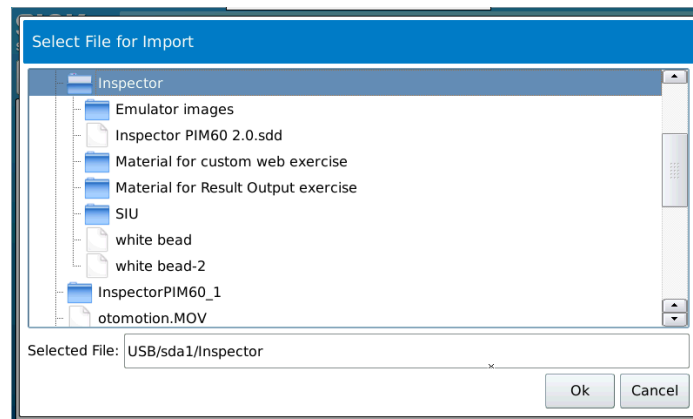 Select File for Import
Inspector
Emulator images
Inspector PIM60 2.0.sdd
Material for custom web exercise
Material for Result Output exercise
SIU
white bead
white bead-2
InspectorPIM60_1
otomotion.MOV
Selected File: USB/sda1/Inspector
Ok Cancel